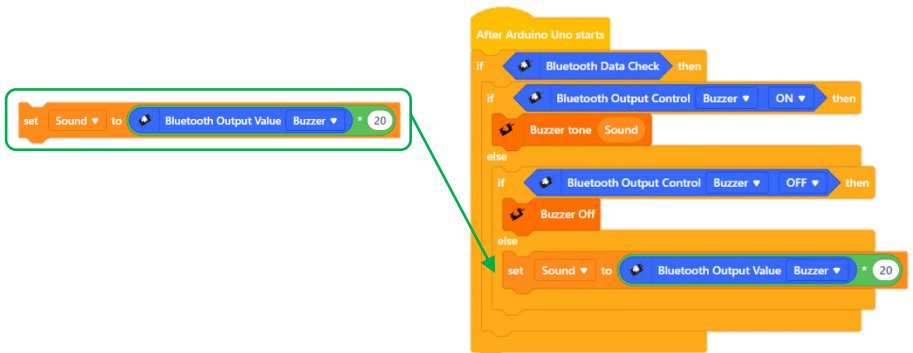 set Sound ▼ to Bluetooth Output Value Buzzer ▼ * 20
After Arduino Uno starts
if Bluetooth Data Check then
if Bluetooth Output Control Buzzer ▼ ON ▼ then
Buzzer tone Sound
else
if Bluetooth Output Control Buzzer ▼ OFF ▼ then
Buzzer Off
else
set Sound ▼ to Bluetooth Output Value Buzzer ▼ * 20